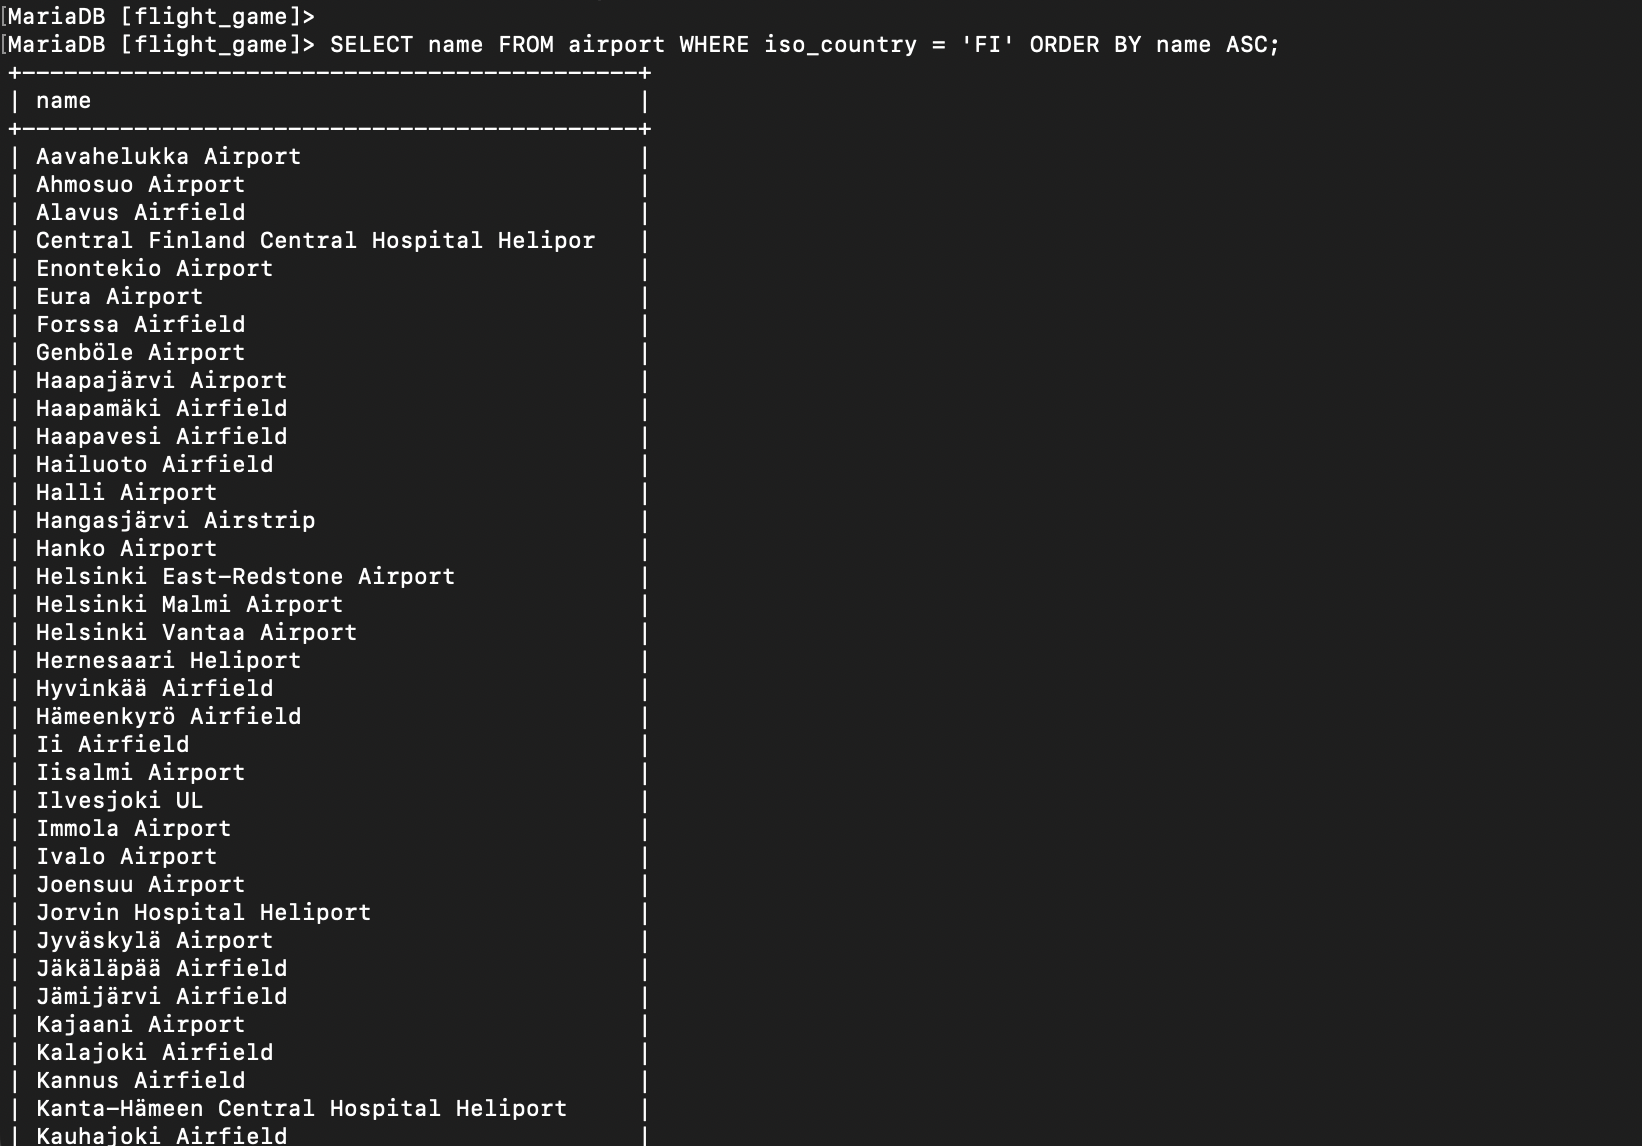 [MariaDB [flight_game]>
[MariaDB [flight_game]> SELECT name FROM airport WHERE iso_country = 'FI' ORDER BY name ASC;
+--------------------------------------------+
| name                                       |
+--------------------------------------------+
| Aavahelukka Airport                        |
| Ahmosuo Airport                            |
| Alavus Airfield                            |
| Central Finland Central Hospital Helipor   |
| Enontekio Airport                          |
| Eura Airport                               |
| Forssa Airfield                            |
| Genböle Airport                            |
| Haapajärvi Airport                         |
| Haapamäki Airfield                         |
| Haapavesi Airfield                         |
| Hailuoto Airfield                          |
| Halli Airport                              |
| Hangasjärvi Airstrip                       |
| Hanko Airport                              |
| Helsinki East-Redstone Airport             |
| Helsinki Malmi Airport                     |
| Helsinki Vantaa Airport                    |
| Hernesaari Heliport                        |
| Hyvinkää Airfield                          |
| Hämeenkyrö Airfield                        |
| Ii Airfield                                |
| Iisalmi Airport                            |
| Ilvesjoki UL                               |
| Immola Airport                             |
| Ivalo Airport                              |
| Joensuu Airport                            |
| Jorvin Hospital Heliport                   |
| Jyväskylä Airport                          |
| Jäkäläpää Airfield                         |
| Jämijärvi Airfield                         |
| Kajaani Airport                            |
| Kalajoki Airfield                          |
| Kannus Airfield                            |
| Kanta-Hämeen Central Hospital Heliport     |
| Kauhajoki Airfield                         |